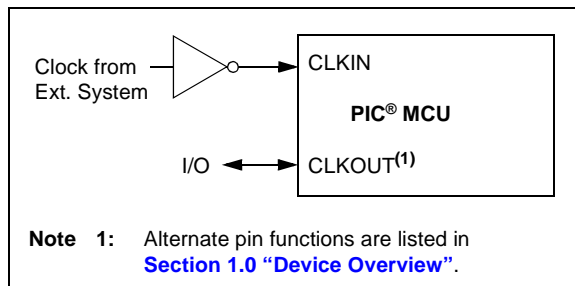 Clock from
Ext. System
CLKIN
PIC® MCU
I/O
CLKOUT(1)
Note 1: Alternate pin functions are listed in
Section 1.0 “Device Overview”.